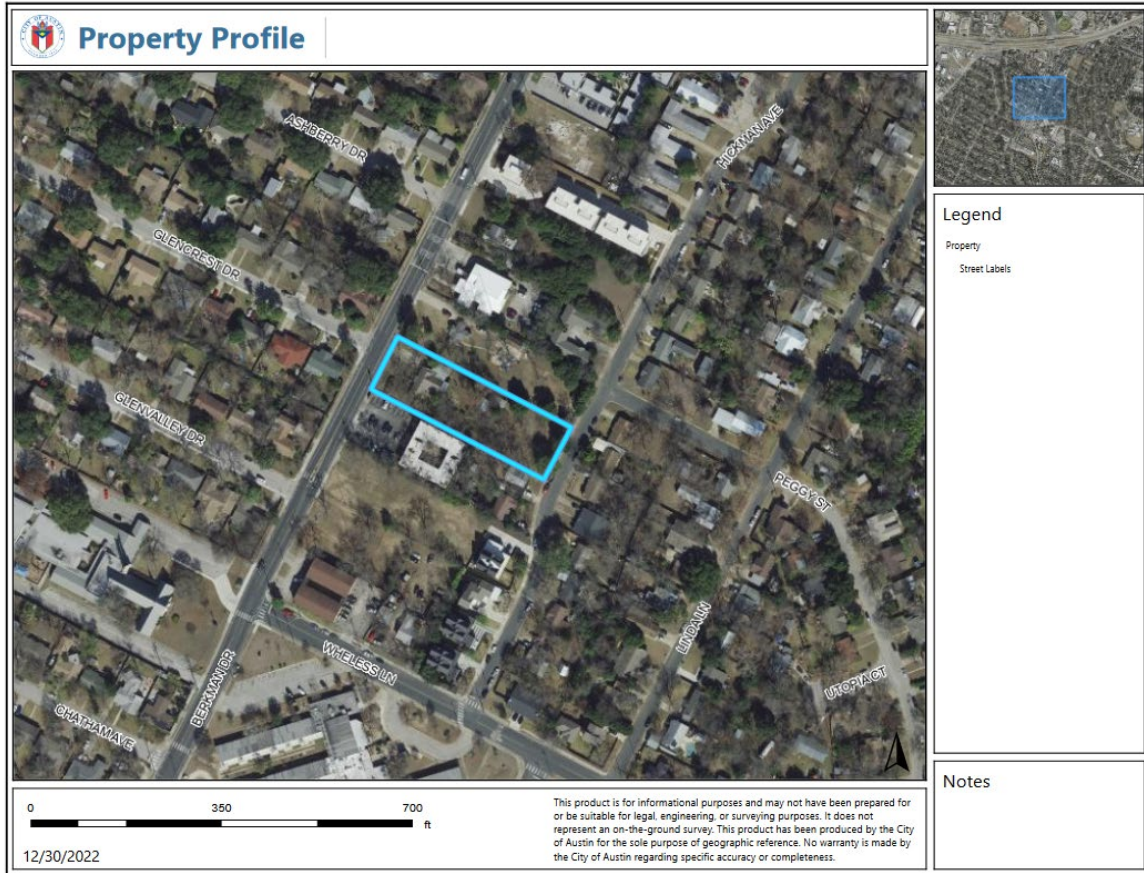 Property Profile
ASHBERRY DR
HICKMAN AVE
GLENCREST DR
GLENVALLEY DR
PEGGY ST
LINDA LN
WHELESS LN
BERKMAN DR
UTOPIA CT
CHATHAM AVE
Legend
Property
Street Labels
Notes
0 350 700
ft
12/30/2022
This product is for informational purposes and may not have been prepared for
or be suitable for legal, engineering, or surveying purposes. It does not
represent an on-the-ground survey. This product has been produced by the City
of Austin for the sole purpose of geographic reference. No warranty is made by
the City of Austin regarding specific accuracy or completeness.